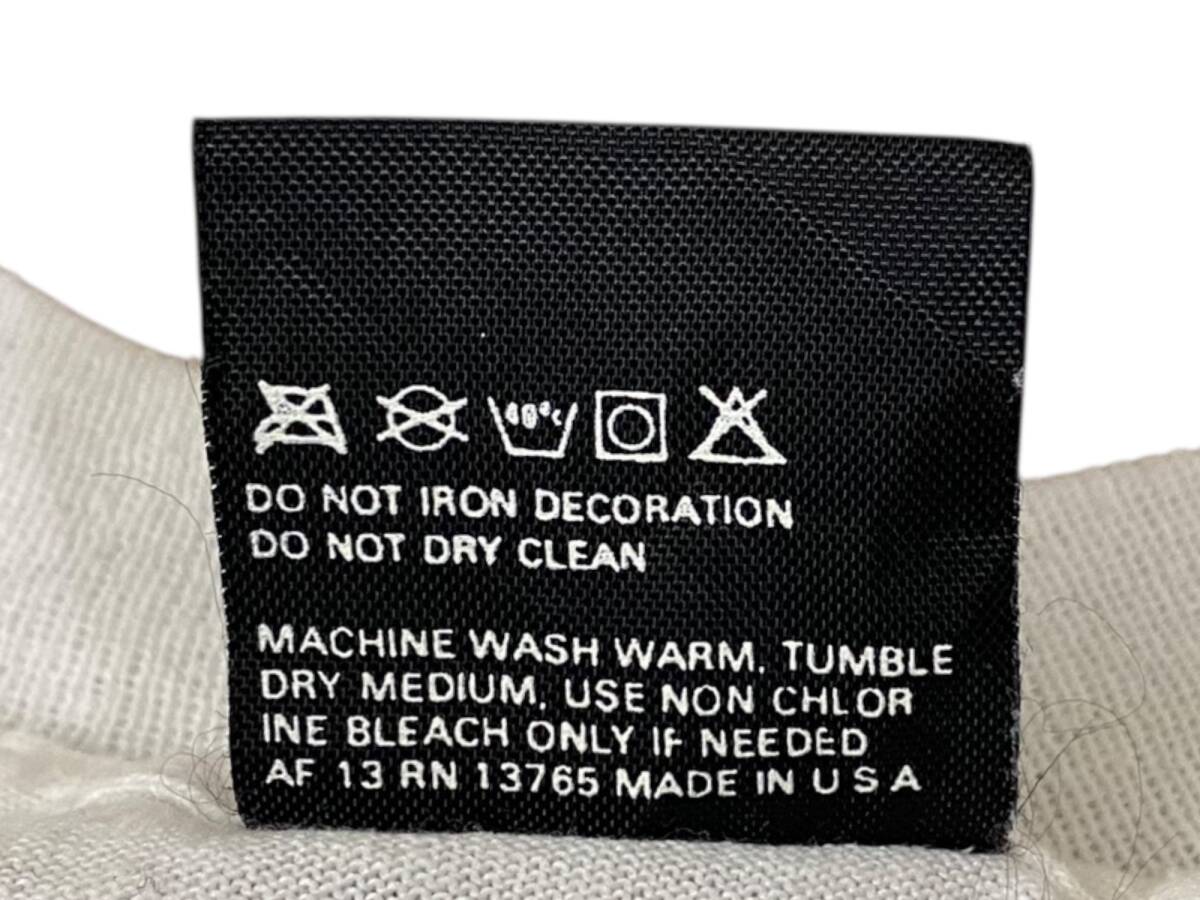 40°C
DO NOT IRON DECORATION
DO NOT DRY CLEAN
MACHINE WASH WARM. TUMBLE
DRY MEDIUM. USE NON CHLOR
INE BLEACH ONLY IF NEEDED
AF 13 RN 13765 MADE IN U S A